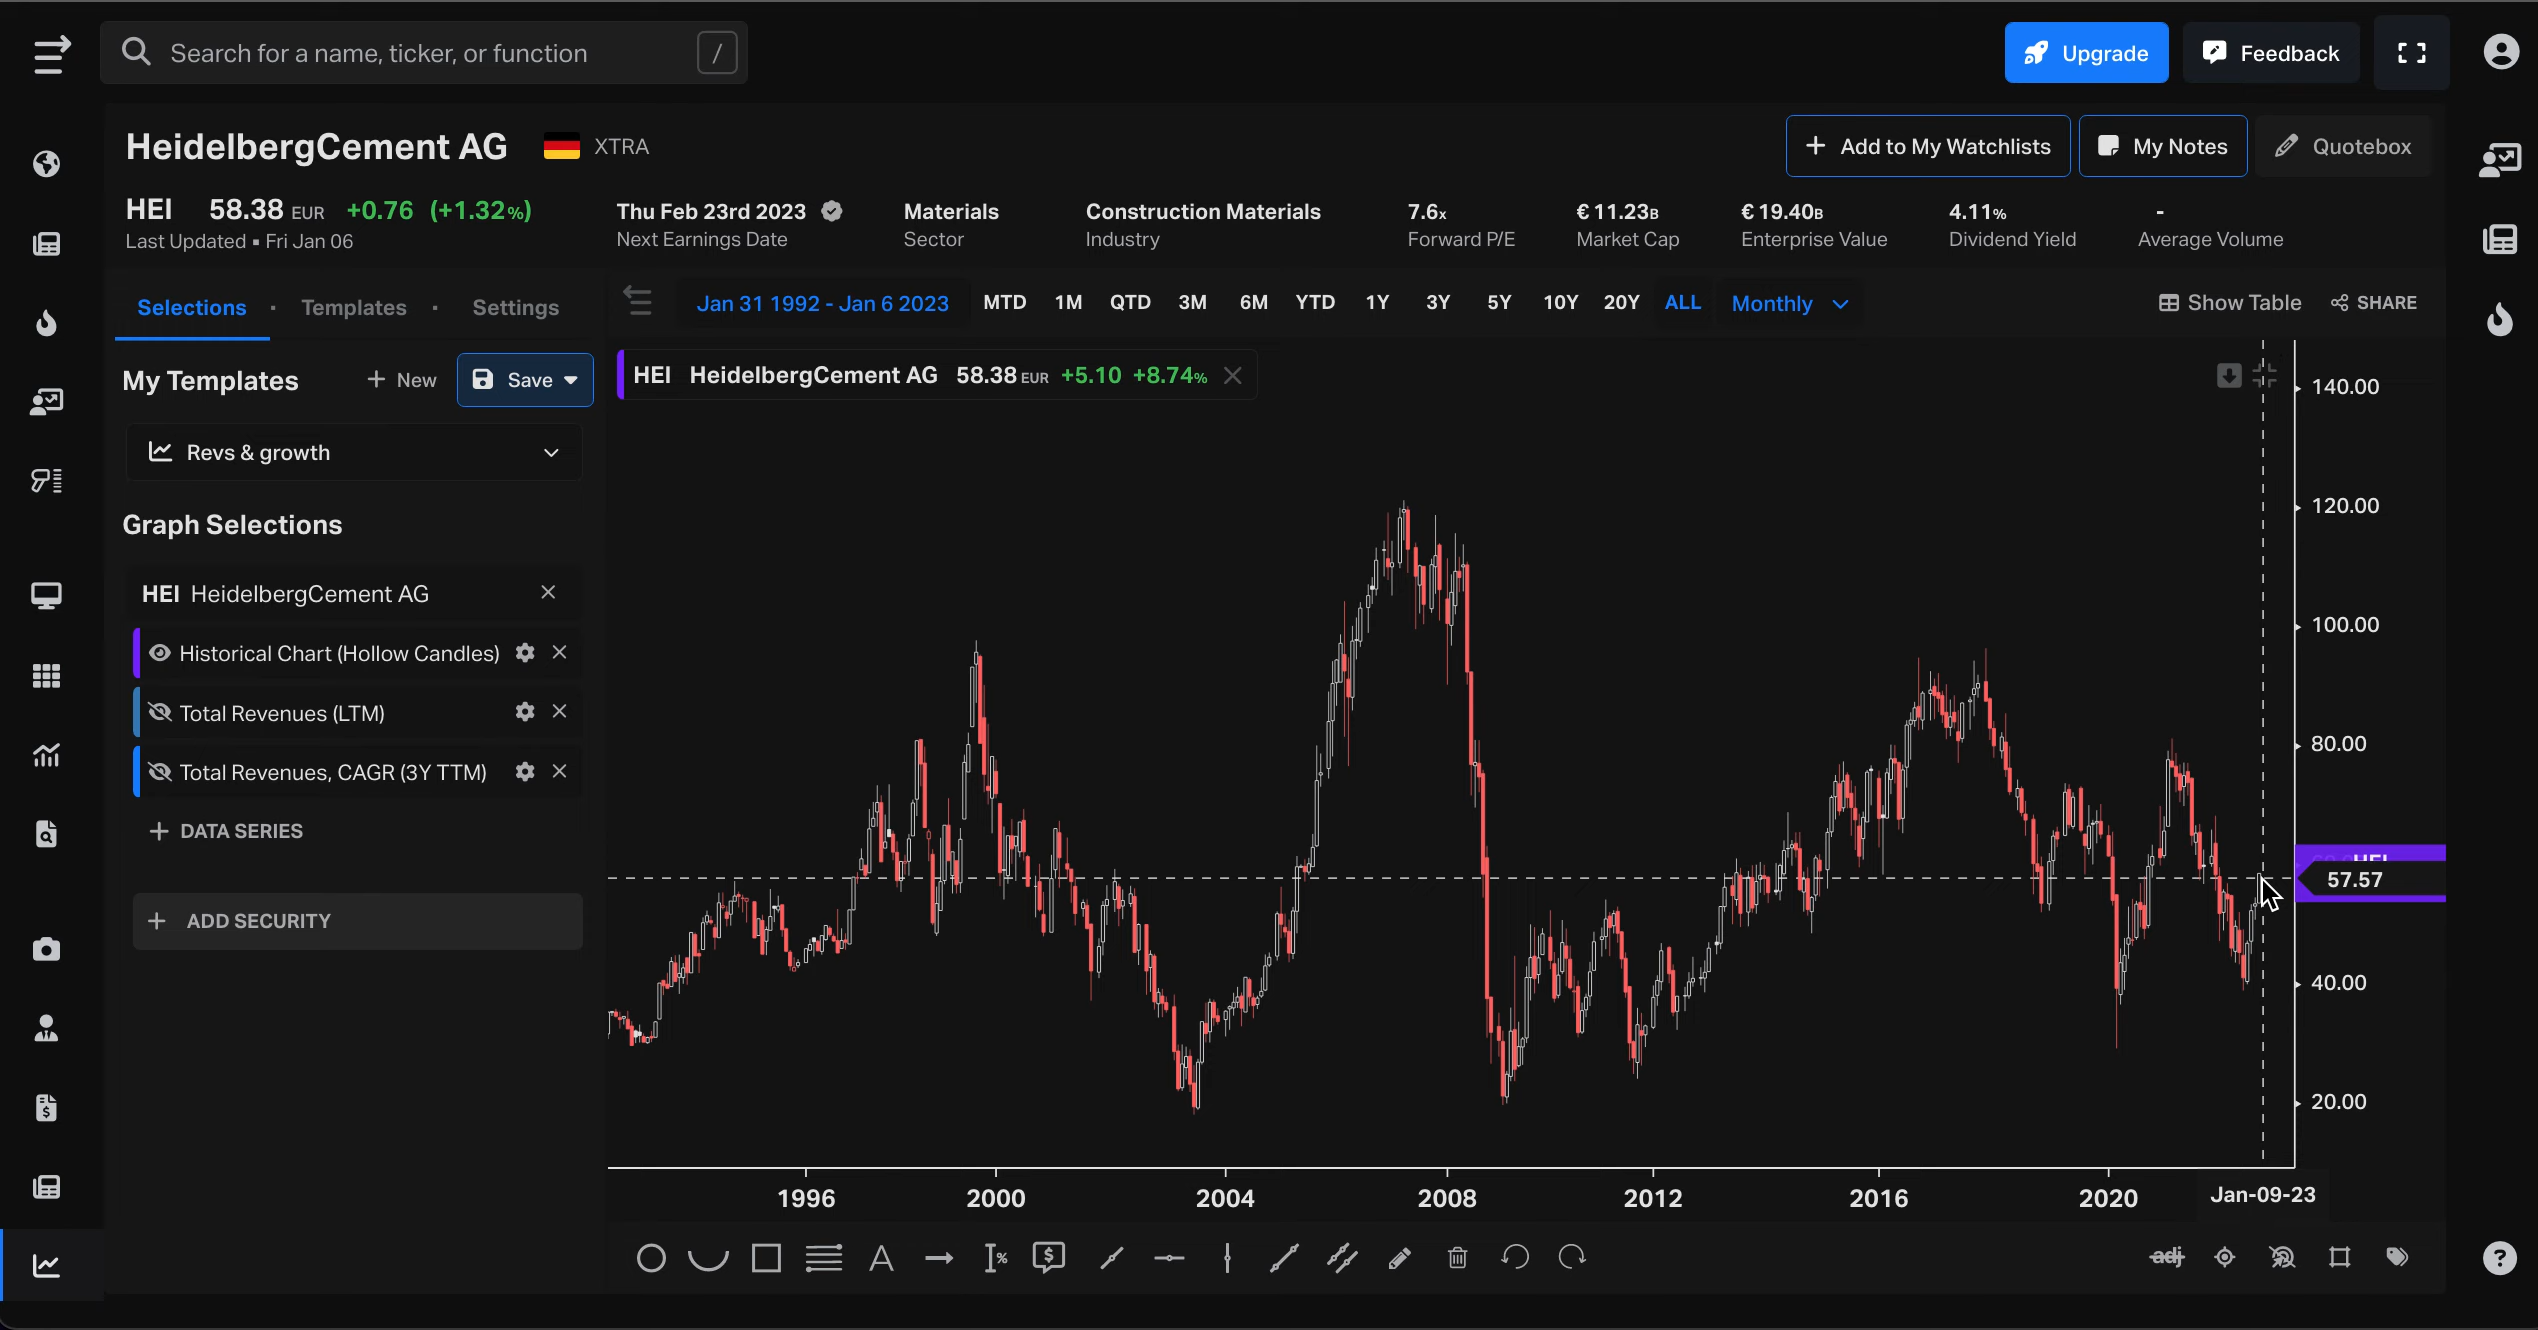 Search for a name, ticker, or function /
Upgrade
Feedback
HeidelbergCement AG XTRA
+ Add to My Watchlists
My Notes
Quotebox
HEI 58.38 EUR +0.76 (+1.32%)
Last Updated ▪ Fri Jan 06
Thu Feb 23rd 2023
Next Earnings Date
Materials
Sector
Construction Materials
Industry
7.6x
Forward P/E
€ 11.23B
Market Cap
€ 19.40B
Enterprise Value
4.11%
Dividend Yield
-
Average Volume
Selections · Templates · Settings
Jan 31 1992 - Jan 6 2023 MTD 1M QTD 3M 6M YTD 1Y 3Y 5Y 10Y 20Y ALL Monthly
Show Table SHARE
My Templates + New Save
Revs & growth
Graph Selections
HEI HeidelbergCement AG
Historical Chart (Hollow Candles)
Total Revenues (LTM)
Total Revenues, CAGR (3Y TTM)
+ DATA SERIES
+ ADD SECURITY
HEI HeidelbergCement AG 58.38 EUR +5.10 +8.74%
140.00
120.00
100.00
80.00
HEI
57.57
40.00
20.00
1996 2000 2004 2008 2012 2016 2020 Jan-09-23
A
%
$
adj
?